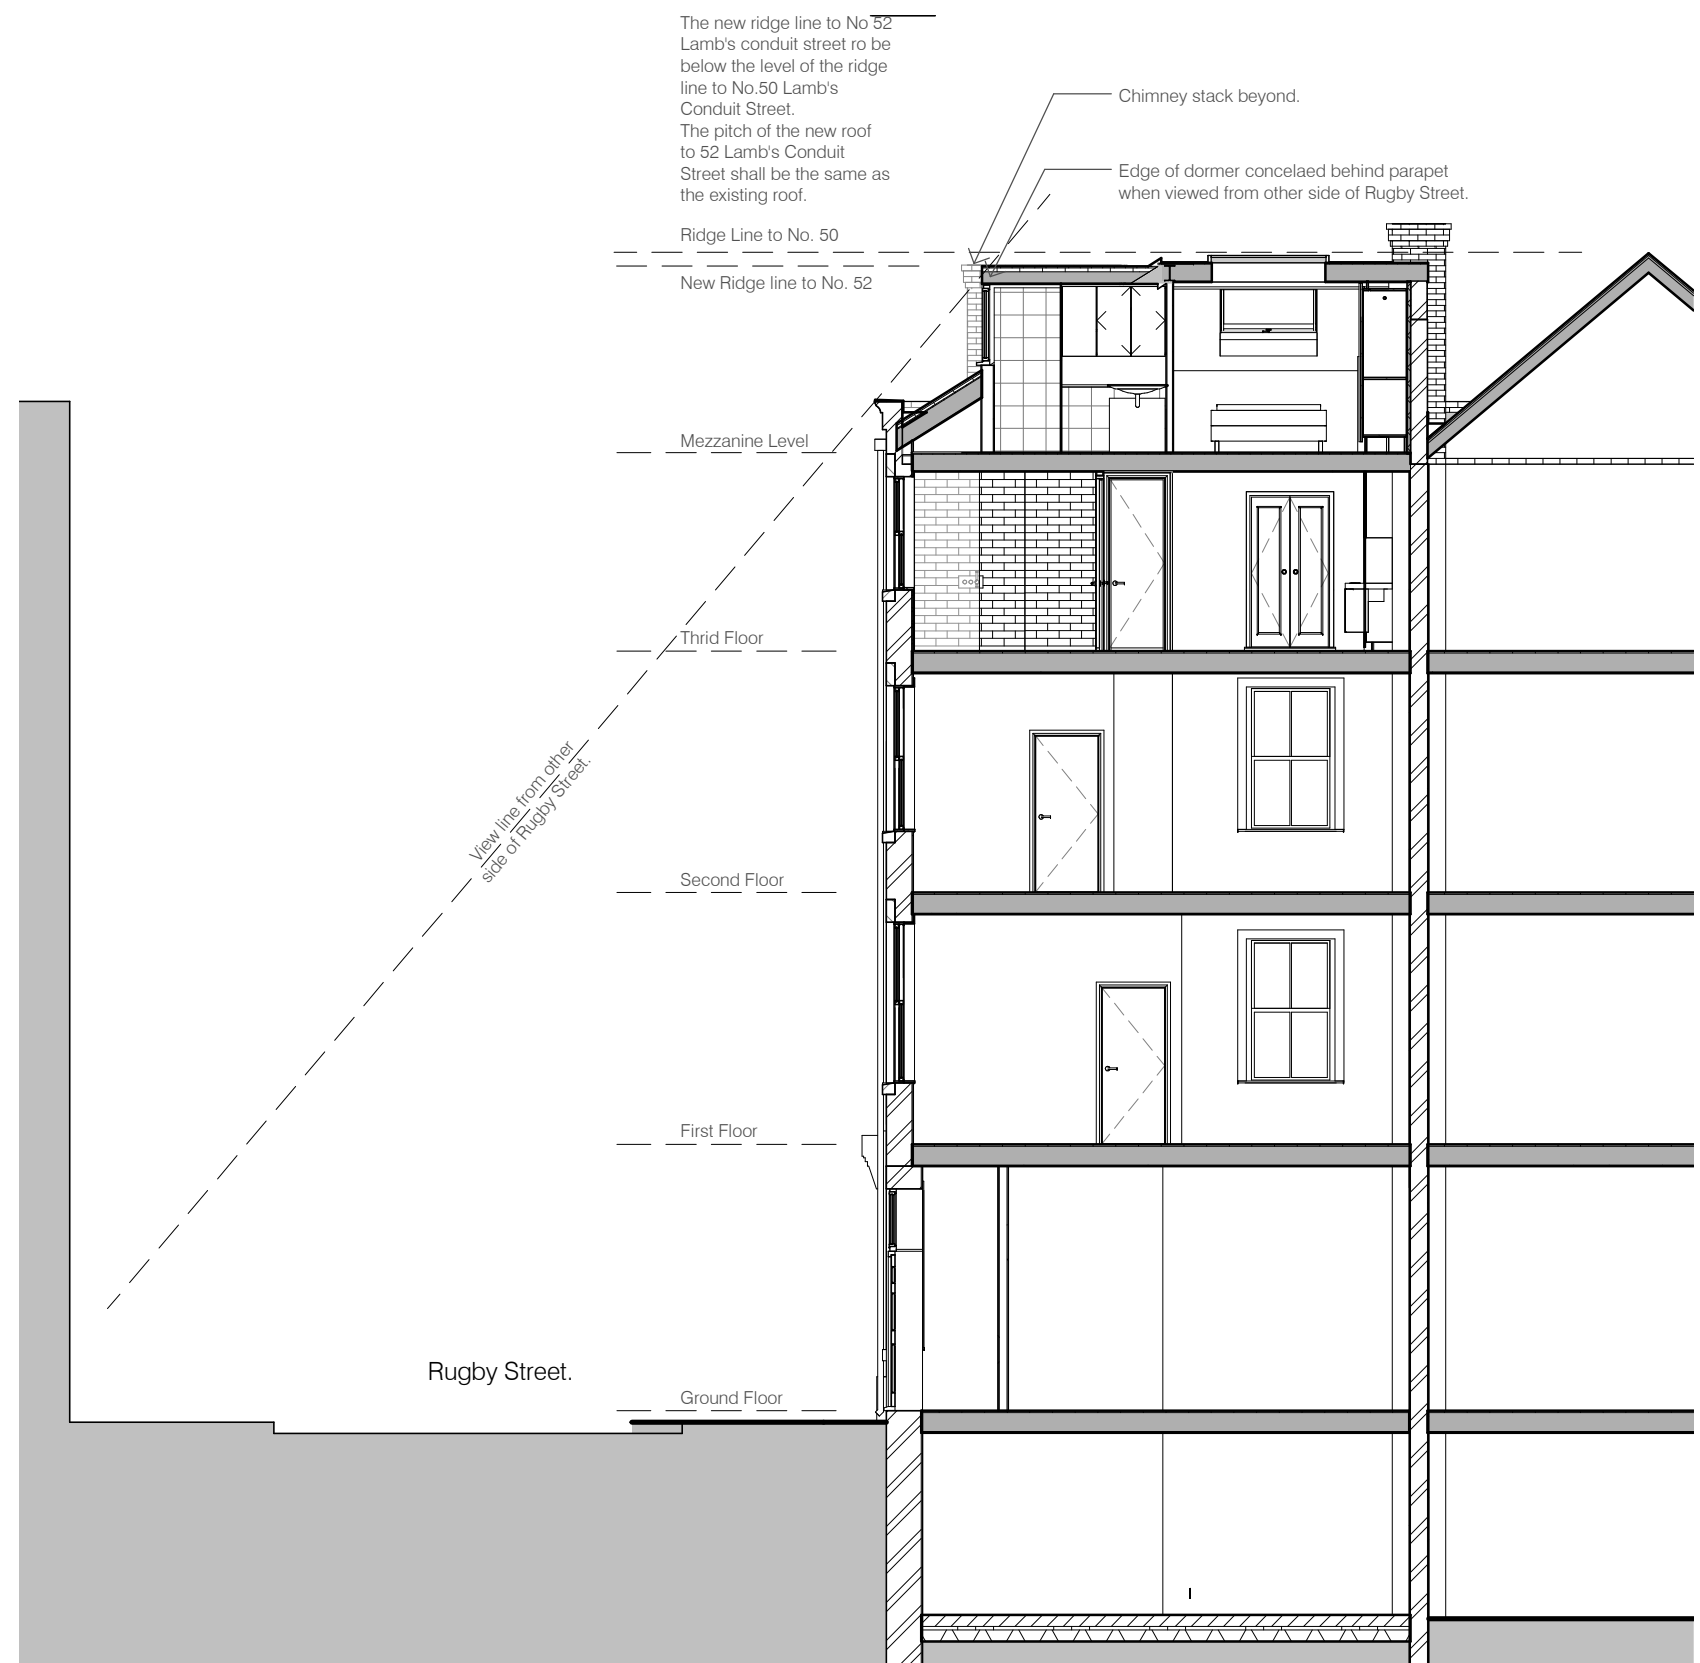 The new ridge line to No 52
Lamb's conduit street ro be
below the level of the ridge
line to No.50 Lamb's
Conduit Street.
The pitch of the new roof
to 52 Lamb's Conduit
Street shall be the same as
the existing roof.
Chimney stack beyond.
Edge of dormer concelaed behind parapet
when viewed from other side of Rugby Street.
Ridge Line to No. 50
New Ridge line to No. 52
Mezzanine Level
Thrid Floor
View line from other
side of Rugby Street.
Second Floor
First Floor
Rugby Street.
Ground Floor